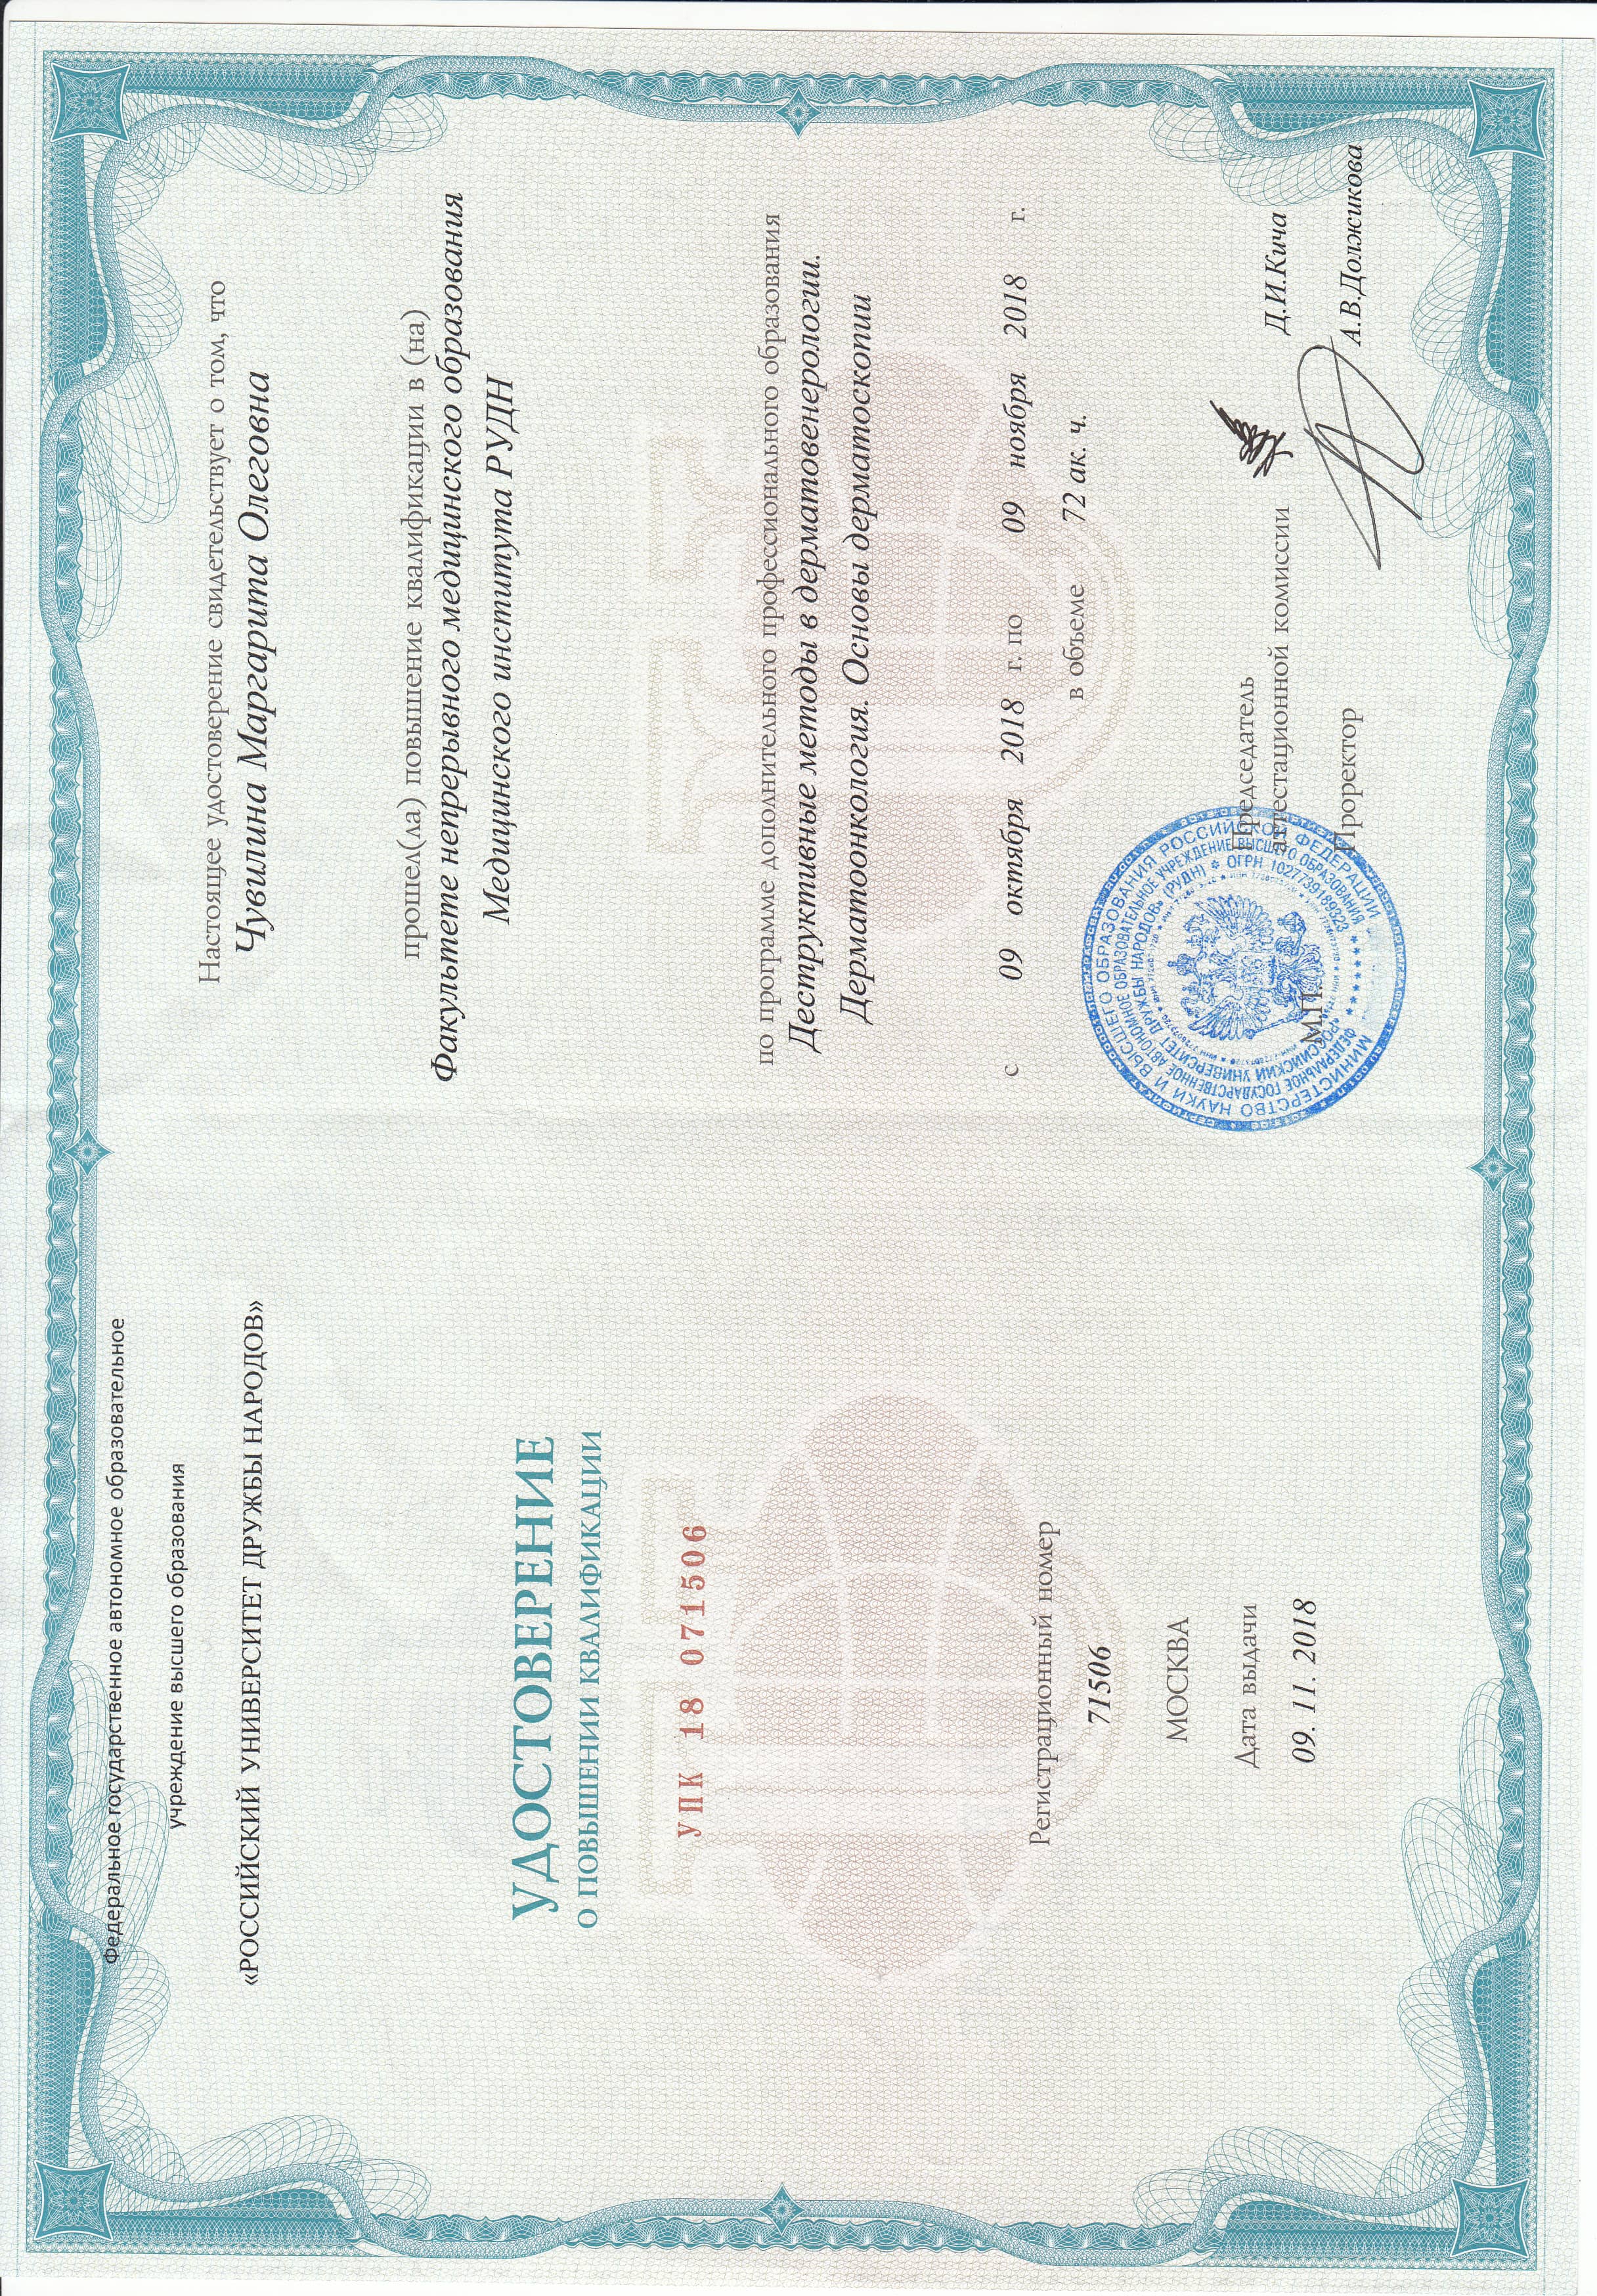 Федеральное государственное автономное образовательное
учреждение высшего образования
«РОССИЙСКИЙ УНИВЕРСИТЕТ ДРУЖБЫ НАРОДОВ»
УДОСТОВЕРЕНИЕ
О ПОВЫШЕНИИ КВАЛИФИКАЦИИ
УПК 18 071506
Регистрационный номер
71506
МОСКВА
Дата выдачи
09. 11. 2018
Настоящее удостоверение свидетельствует о том, что
Чувилина Маргарита Олеговна
прошел(ла) повышение квалификации в (на)
Факультете непрерывного медицинского образования
Медицинского института РУДН
по программе дополнительного профессионального образования
Деструктивные методы в дерматовенерологии.
Дерматоонкология. Основы дерматоскопии
с 09 октября 2018 г. по 09 ноября 2018 г.
в объеме 72 ак. ч.
Председатель
аттестационной комиссии Д.И.Кича
Проректор А.В.Должикова
М.П.
МИНИСТЕРСТВО НАУКИ И ВЫСШЕГО ОБРАЗОВАНИЯ РОССИЙСКОЙ ФЕДЕРАЦИИ
ФЕДЕРАЛЬНОЕ ГОСУДАРСТВЕННОЕ АВТОНОМНОЕ ОБРАЗОВАТЕЛЬНОЕ УЧРЕЖДЕНИЕ ВЫСШЕГО ОБРАЗОВАНИЯ
«РОССИЙСКИЙ УНИВЕРСИТЕТ ДРУЖБЫ НАРОДОВ» (РУДН) * ОГРН 1027739189323